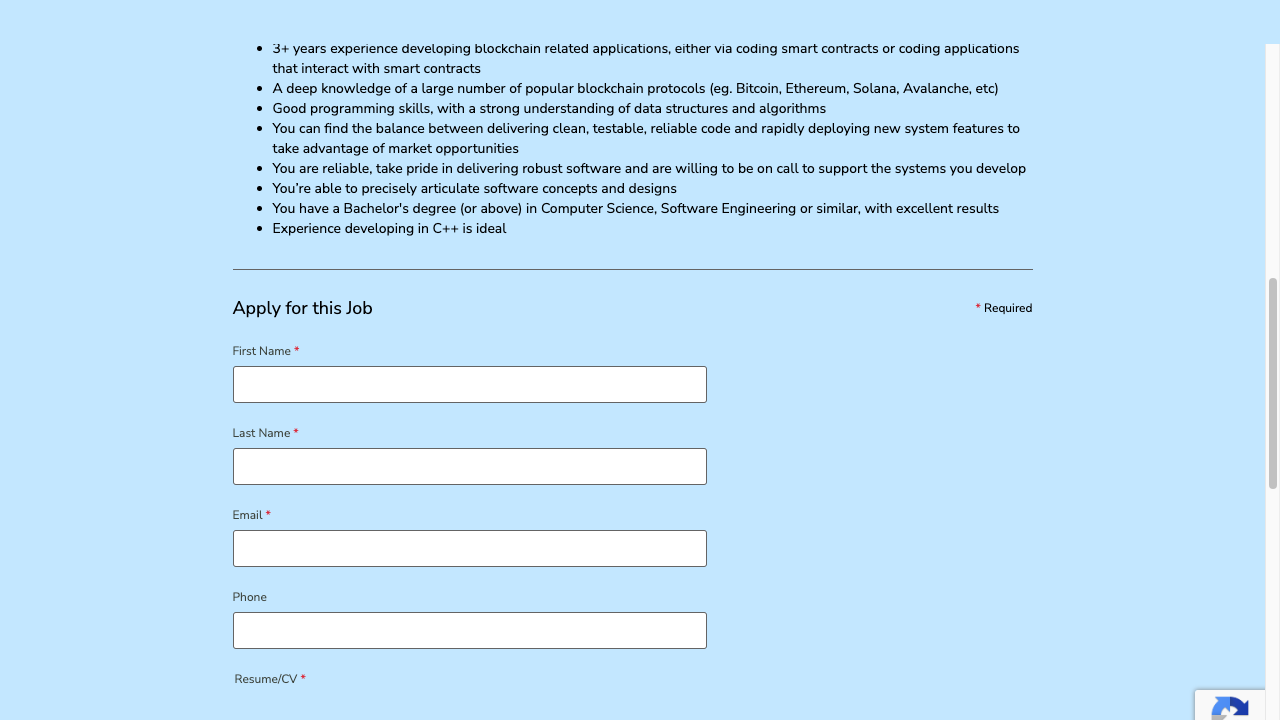 • 3+ years experience developing blockchain related applications, either via coding smart contracts or coding applications
that interact with smart contracts
• A deep knowledge of a large number of popular blockchain protocols (eg. Bitcoin, Ethereum, Solana, Avalanche, etc)
• Good programming skills, with a strong understanding of data structures and algorithms
• You can find the balance between delivering clean, testable, reliable code and rapidly deploying new system features to
take advantage of market opportunities
• You are reliable, take pride in delivering robust software and are willing to be on call to support the systems you develop
• You’re able to precisely articulate software concepts and designs
• You have a Bachelor's degree (or above) in Computer Science, Software Engineering or similar, with excellent results
• Experience developing in C++ is ideal
Apply for this Job
* Required
First Name *
Last Name *
Email *
Phone
Resume/CV *